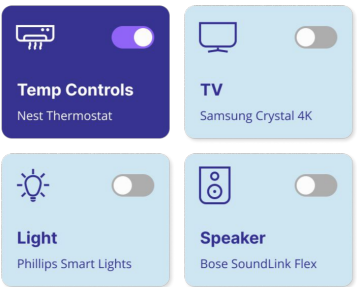 Temp Controls
Nest Thermostat
TV
Samsung Crystal 4K
Light
Phillips Smart Lights
Speaker
Bose SoundLink Flex